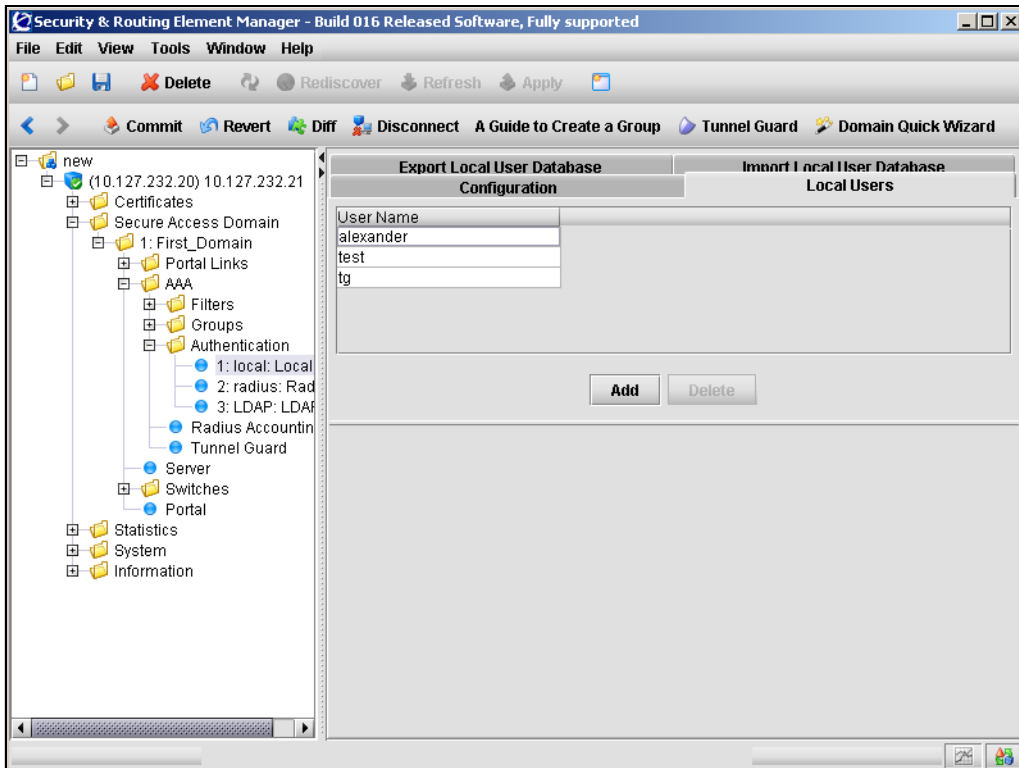 Security & Routing Element Manager - Build 016 Released Software, Fully supported
File Edit View Tools Window Help
Delete Rediscover Refresh Apply
Commit Revert Diff Disconnect A Guide to Create a Group Tunnel Guard Domain Quick Wizard
new
(10.127.232.20) 10.127.232.21
Certificates
Secure Access Domain
1: First_Domain
Portal Links
AAA
Filters
Groups
Authentication
1: local: Local
2: radius: Rad
3: LDAP: LDAP
Radius Accountin
Tunnel Guard
Server
Switches
Portal
Statistics
System
Information
Export Local User Database Import Local User Database
Configuration Local Users
User Name
alexander
test
tg
Add Delete